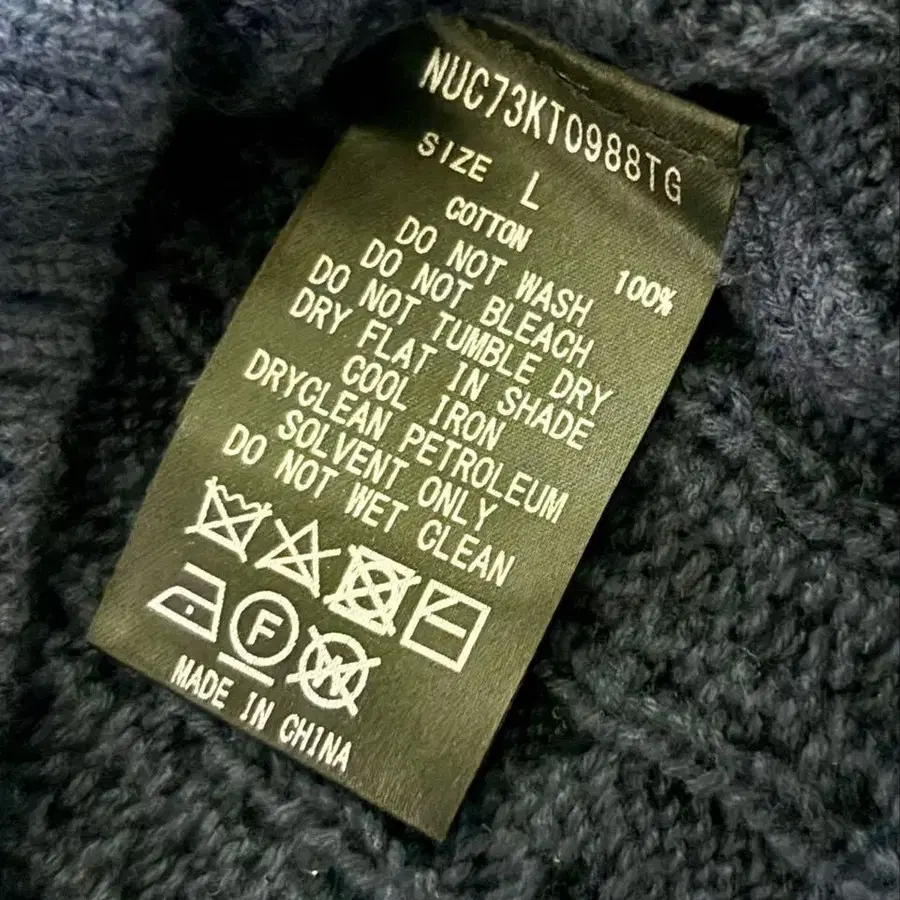 NUC73KT0988TG
SIZE L
COTTON 100%
DO NOT WASH
DO NOT BLEACH
DO NOT TUMBLE DRY
DRY FLAT IN SHADE
COOL IRON
DRYCLEAN PETROLEUM
SOLVENT ONLY
DO NOT WET CLEAN
F W
MADE IN CHINA